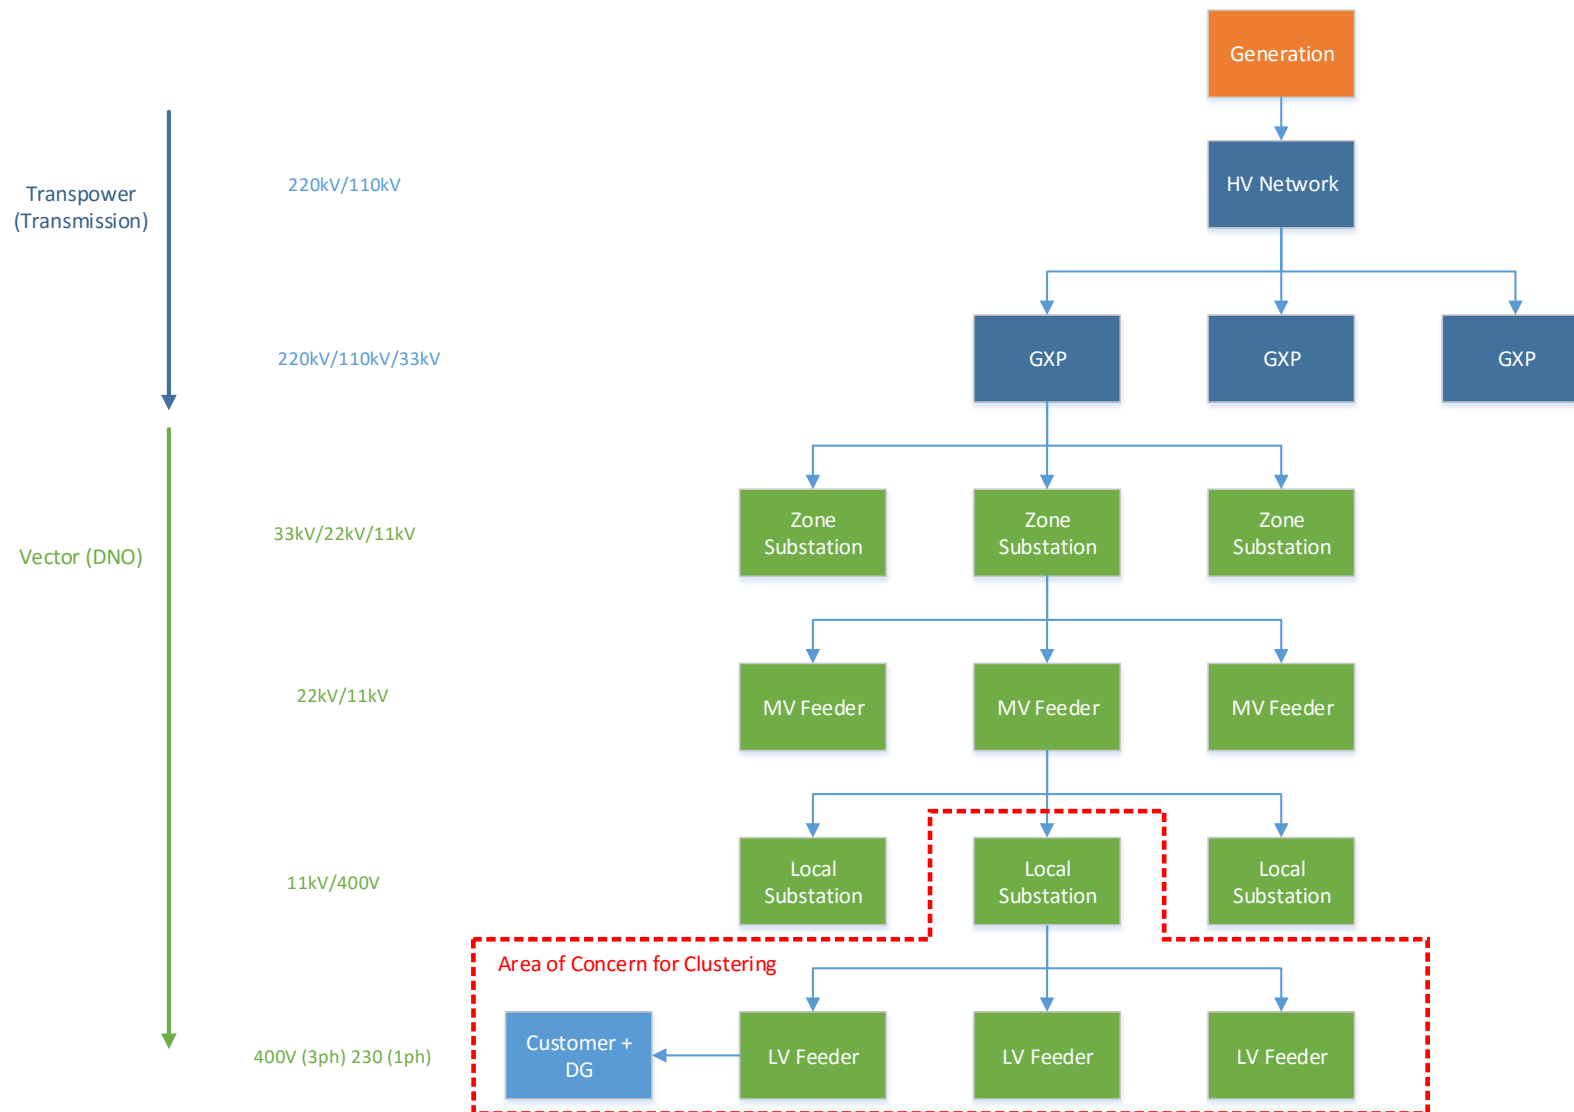 Generation
Transpower
(Transmission)
220kV/110kV
HV Network
220kV/110kV/33kV
GXP
GXP
GXP
Vector (DNO)
33kV/22kV/11kV
Zone
Substation
Zone
Substation
Zone
Substation
22kV/11kV
MV Feeder
MV Feeder
MV Feeder
11kV/400V
Local
Substation
Local
Substation
Local
Substation
Area of Concern for Clustering
400V (3ph) 230 (1ph)
Customer +
DG
LV Feeder
LV Feeder
LV Feeder